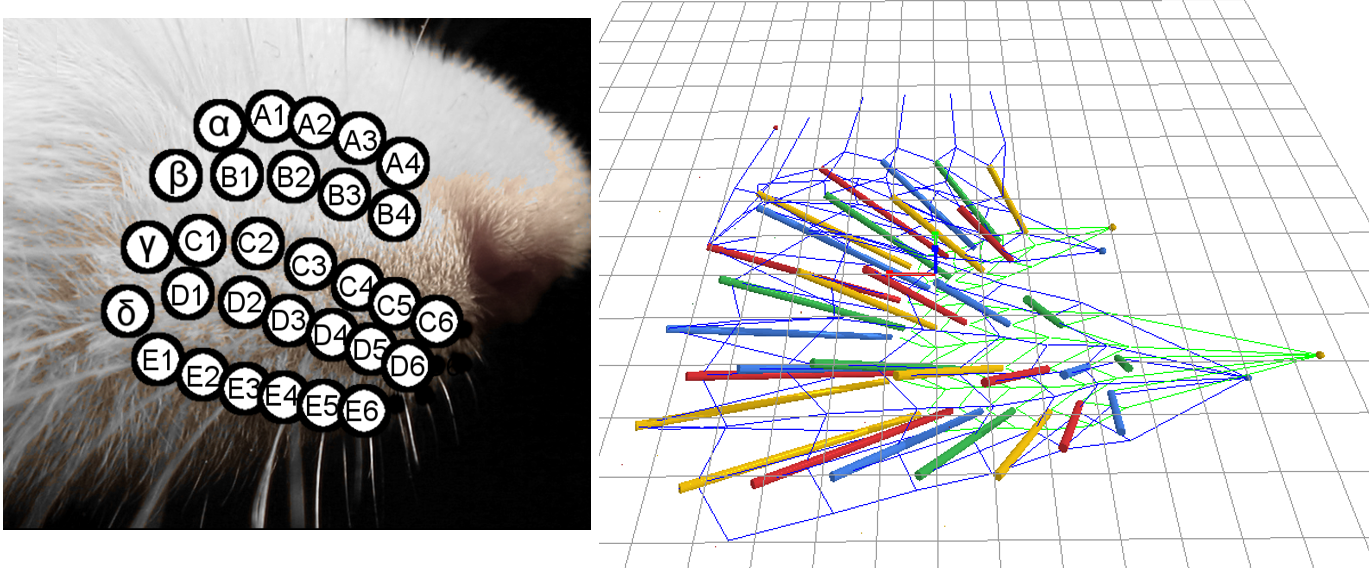 α A1 A2 A3 A4
β B1 B2 B3 B4
γ C1 C2 C3 C4 C5 C6
δ D1 D2 D3 D4 D5 D6
E1 E2 E3 E4 E5 E6